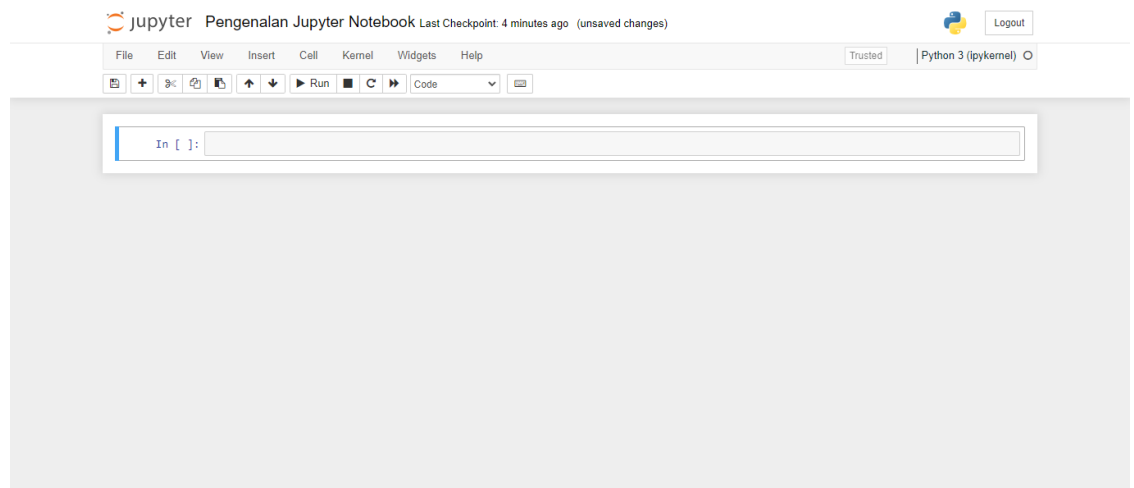 jupyter Pengenalan Jupyter Notebook Last Checkpoint: 4 minutes ago (unsaved changes) Logout
File Edit View Insert Cell Kernel Widgets Help Trusted Python 3 (ipykernel)
Run Code
In [ ]: